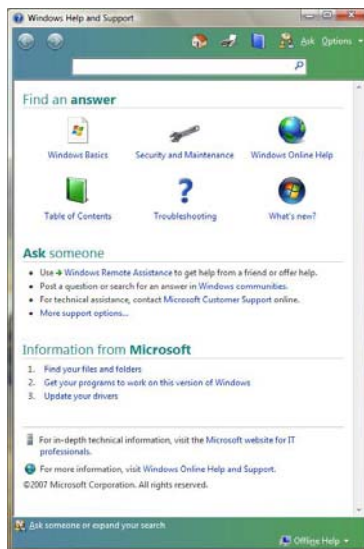 Windows Help and Support
Ask Options
Find an answer
Windows Basics
Security and Maintenance
Windows Online Help
Table of Contents
Troubleshooting
What's new?
Ask someone
Use Windows Remote Assistance to get help from a friend or offer help.
Post a question or search for an answer in Windows communities.
For technical assistance, contact Microsoft Customer Support online.
More support options...
Information from Microsoft
1. Find your files and folders
2. Get your programs to work on this version of Windows
3. Update your drivers
For in-depth technical information, visit the Microsoft website for IT
professionals.
For more information, visit Windows Online Help and Support.
©2007 Microsoft Corporation. All rights reserved.
Ask someone or expand your search
Offline Help